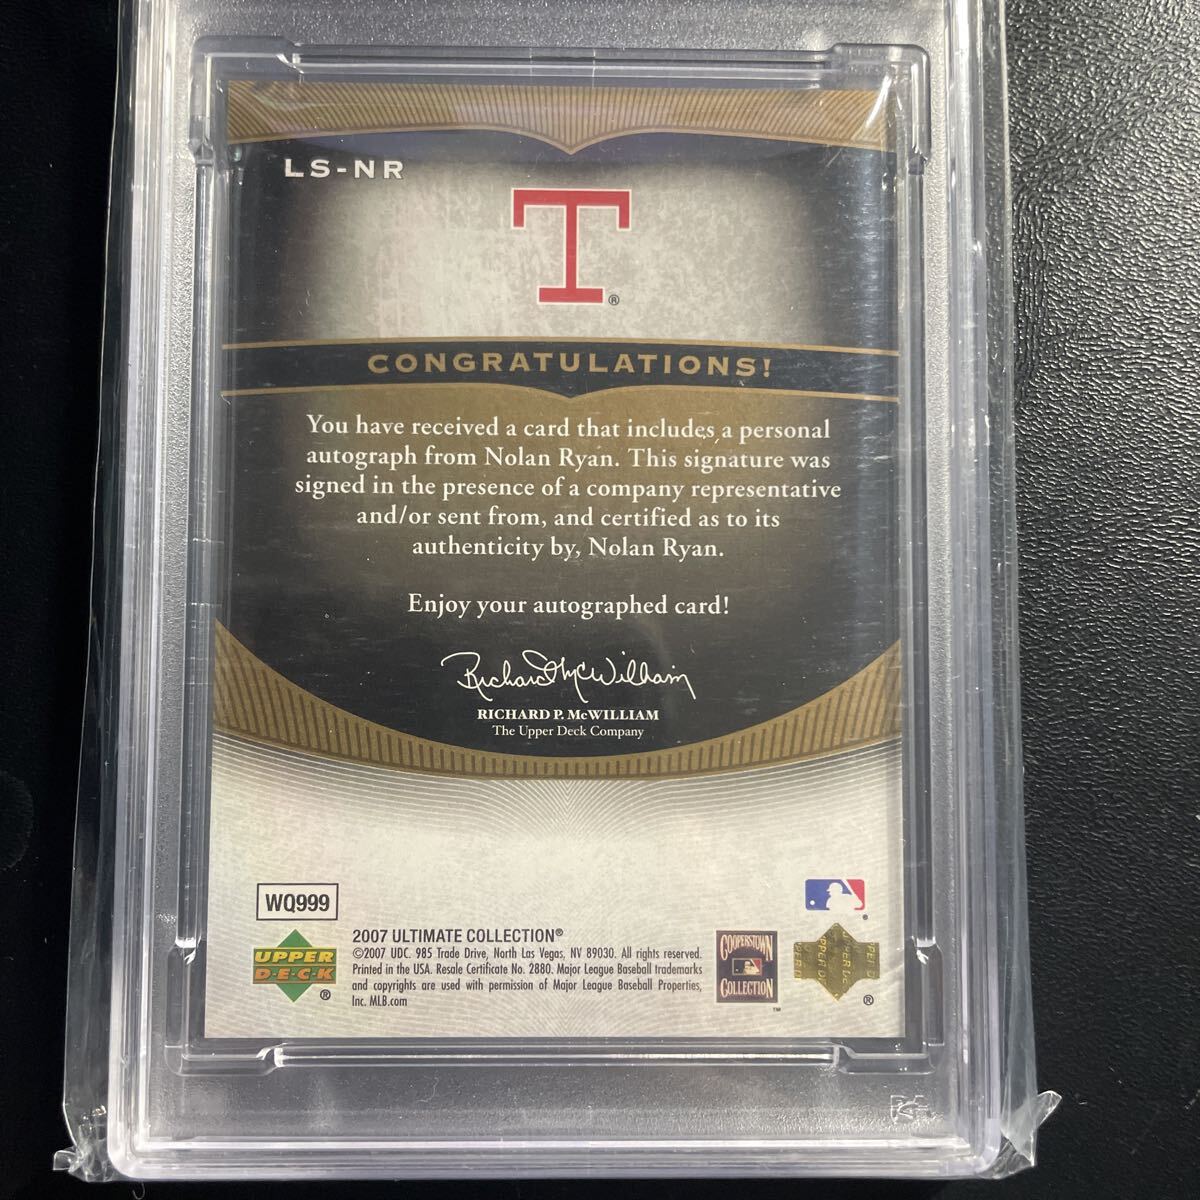 LS-NR
T®
CONGRATULATIONS!
You have received a card that includes a personal
autograph from Nolan Ryan. This signature was
signed in the presence of a company representative
and/or sent from, and certified as to its
authenticity by, Nolan Ryan.
Enjoy your autographed card!
Richard McWilliam
RICHARD P. McWILLIAM
The Upper Deck Company
WQ999
UPPER
D·E·C·K
®
2007 ULTIMATE COLLECTION®
©2007 UDC. 985 Trade Drive, North Las Vegas, NV 89030. All rights reserved.
Printed in the USA. Resale Certificate No. 2880. Major League Baseball trademarks
and copyrights are used with permission of Major League Baseball Properties,
Inc. MLB.com
COOPERSTOWN
COLLECTION
™
®
®